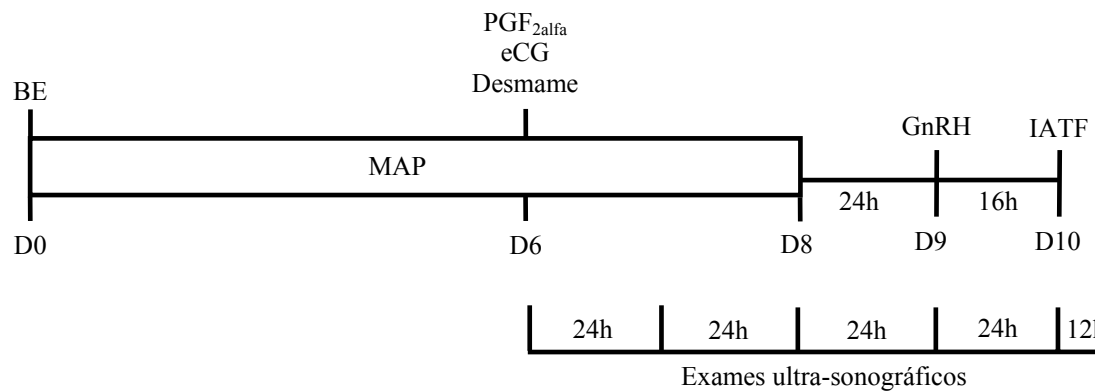 PGF2alfa
eCG
Desmame
BE
GnRH
IATF
MAP
24h
16h
D0
D6
D8
D9
D10
24h
24h
24h
24h
Exames ultra-sonográficos